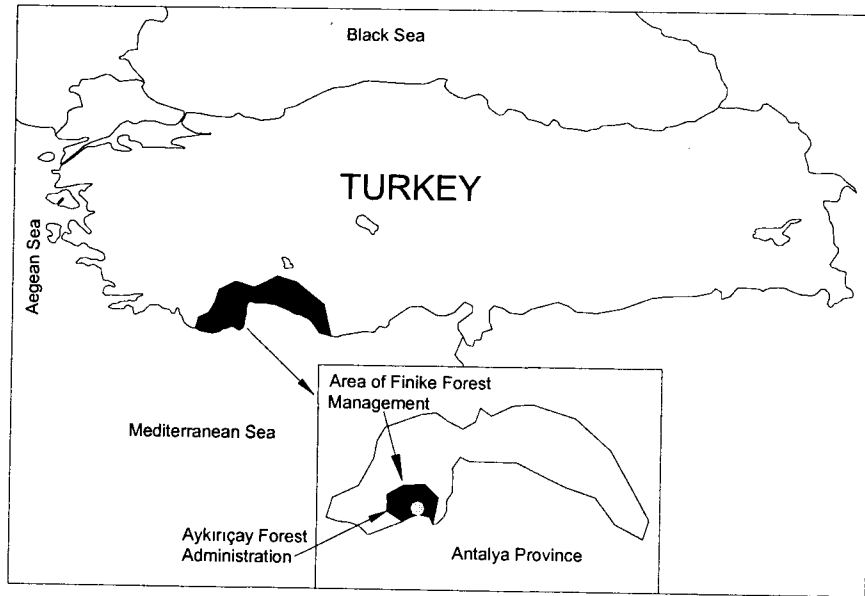 Black Sea
TURKEY
Aegean Sea
Area of Finike Forest
Management
Mediterranean Sea
Aykırıçay Forest
Administration
Antalya Province